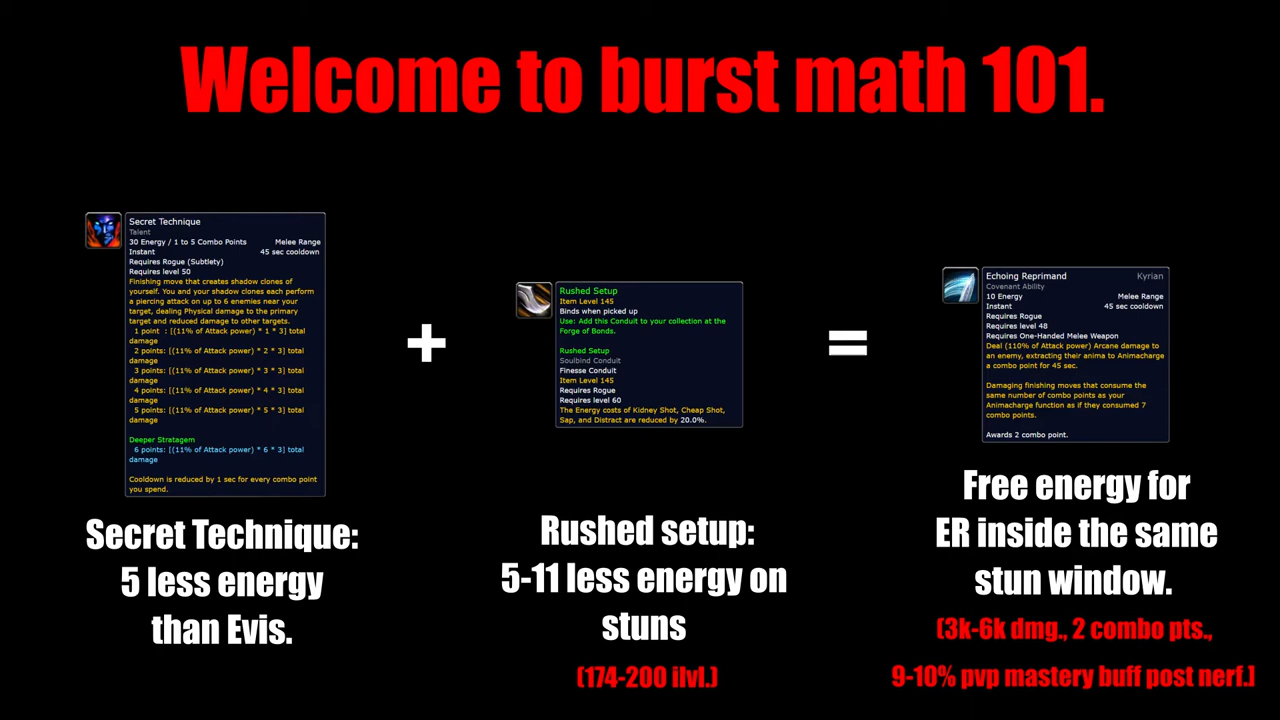 Welcome to burst math 101.
Secret Technique
Talent
30 Energy / 1 to 5 Combo Points Melee Range
Instant 45 sec cooldown
Requires Rogue (Subtlety)
Requires level 50
Finishing move that creates shadow clones of
yourself. You and your shadow clones each perform
a piercing attack on up to 6 enemies near your
target, dealing Physical damage to the primary
target and reduced damage to other targets.
1 point : [(11% of Attack power) * 1 * 3] total
damage
2 points: [(11% of Attack power) * 2 * 3] total
damage
3 points: [(11% of Attack power) * 3 * 3] total
damage
4 points: [(11% of Attack power) * 4 * 3] total
damage
5 points: [(11% of Attack power) * 5 * 3] total
damage
Deeper Stratagem
6 points: [(11% of Attack power) * 6 * 3] total
damage
Cooldown is reduced by 1 sec for every combo point
you spend.
Secret Technique:
5 less energy
than Evis.
+
Rushed Setup
Item Level 145
Binds when picked up
Use: Add this Conduit to your collection at the
Forge of Bonds.
Rushed Setup
Soulbind Conduit
Finesse Conduit
Item Level 145
Requires Rogue
Requires level 60
The Energy costs of Kidney Shot, Cheap Shot,
Sap, and Distract are reduced by 20.0%.
Rushed setup:
5-11 less energy on
stuns
(174-200 ilvl.)
=
Echoing Reprimand Kyrian
Covenant Ability
10 Energy Melee Range
Instant 45 sec cooldown
Requires Rogue
Requires level 48
Requires One-Handed Melee Weapon
Deal (110% of Attack power) Arcane damage to
an enemy, extracting their anima to Animacharge
a combo point for 45 sec.
Damaging finishing moves that consume the
same number of combo points as your
Animacharge function as if they consumed 7
combo points.
Awards 2 combo point.
Free energy for
ER inside the same
stun window.
(3k-6k dmg., 2 combo pts.,
9-10% pvp mastery buff post nerf.)